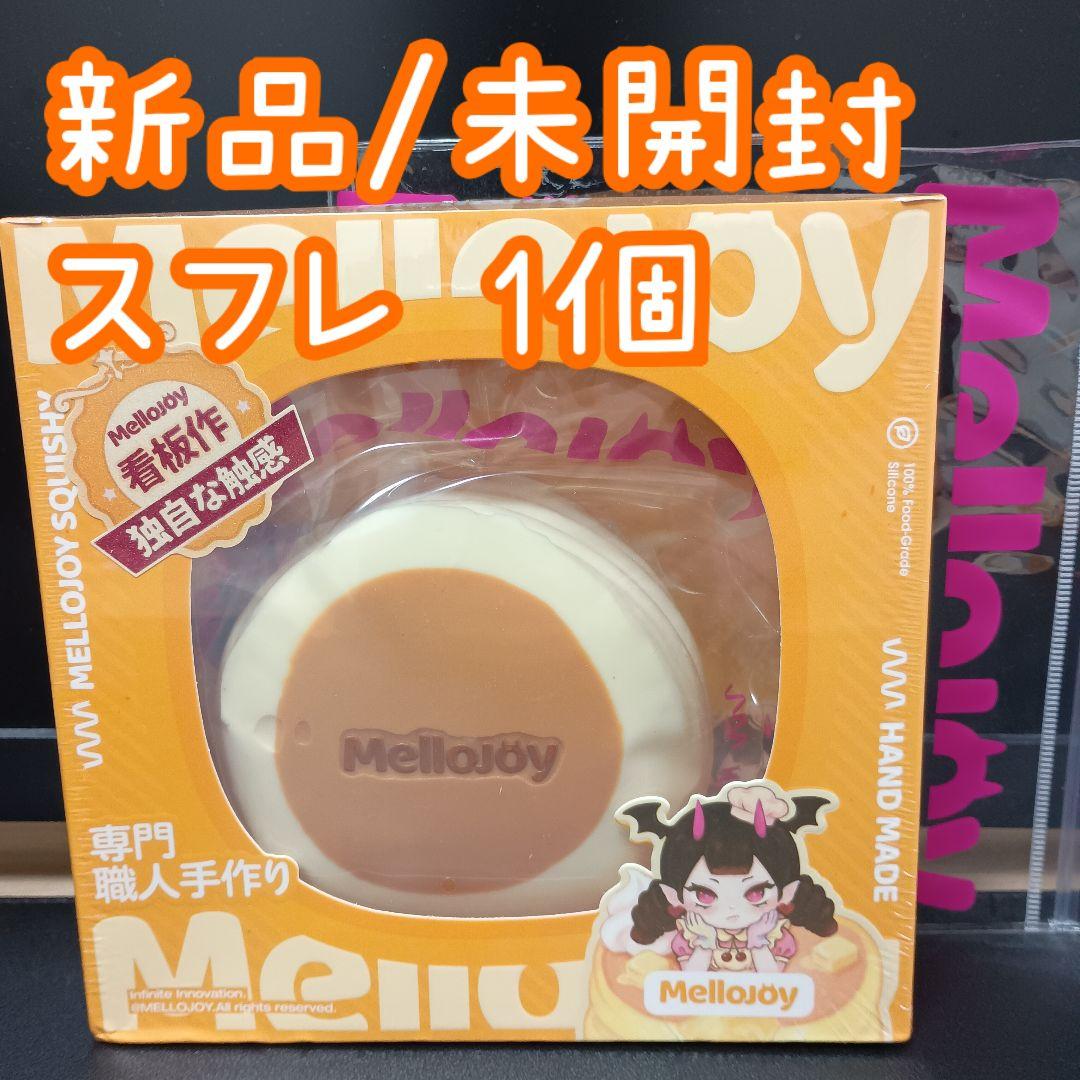 新品/未開封
スフレ 1個
Mellojoy
MelloJOY
看板作
独自な触感
MELLOJOY SQUISHY
100% Food-Grade
Silicone
HAND MADE
MelloJOY
専門
職人手作り
Infinite Innovation.
@MELLOJOY.All rights reserved.
MelloJOY
Mellojoy